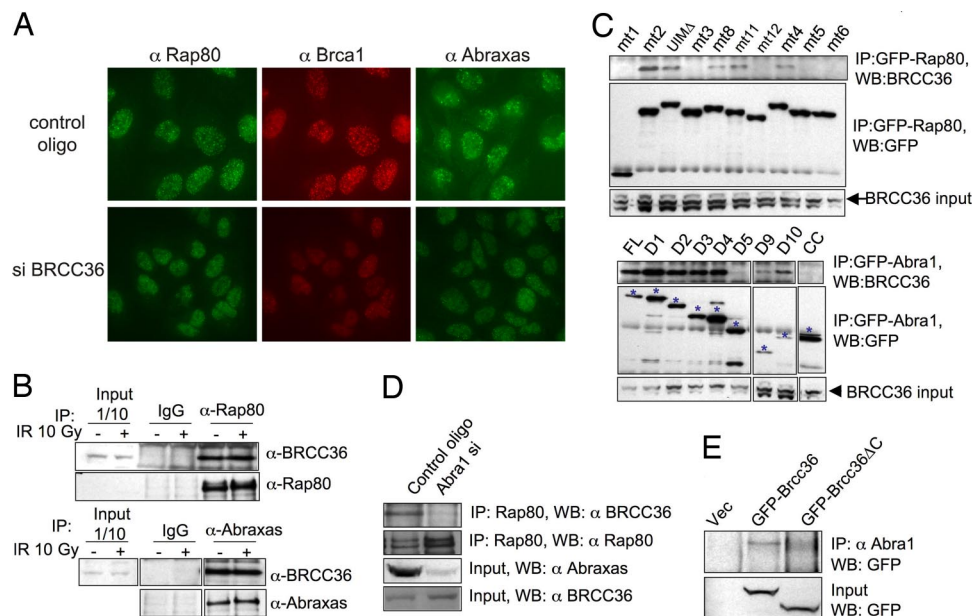 A
α Rap80
α Brca1
α Abraxas
control
oligo
si BRCC36
B
IP:
Input
1/10
IgG
α-Rap80
IR 10 Gy
- + - + - +
α-BRCC36
α-Rap80
IP:
Input
1/10
IgG
α-Abraxas
IR 10 Gy
- + - + - +
α-BRCC36
α-Abraxas
C
mt1 mt2 UIMΔ mt3 mt8 mt11 mt12 mt4 mt5 mt6
IP:GFP-Rap80,
WB:BRCC36
IP:GFP-Rap80,
WB:GFP
BRCC36 input
FL D1 D2 D3 D4 D5 D9 D10 CC
IP:GFP-Abra1,
WB:BRCC36
* * * * * * * * *
IP:GFP-Abra1,
WB:GFP
BRCC36 input
D
Control oligo
Abra1 si
IP: Rap80, WB: α BRCC36
IP: Rap80, WB: α Rap80
Input, WB: α Abraxas
Input, WB: α BRCC36
E
Vec
GFP-Brcc36
GFP-Brcc36ΔC
IP: α Abra1
WB: GFP
Input
WB: GFP